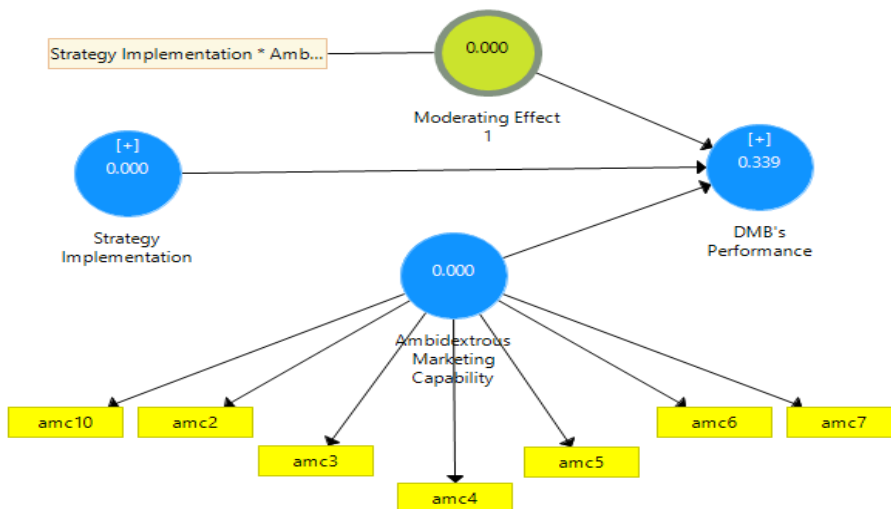 0.000
Strategy Implementation * Amb...
Moderating Effect
1
[+]
0.000
[+]
0.339
Strategy
Implementation
DMB's
Performance
0.000
Ambidextrous
Marketing
Capability
amc10
amc2
amc6
amc7
amc3
amc5
amc4